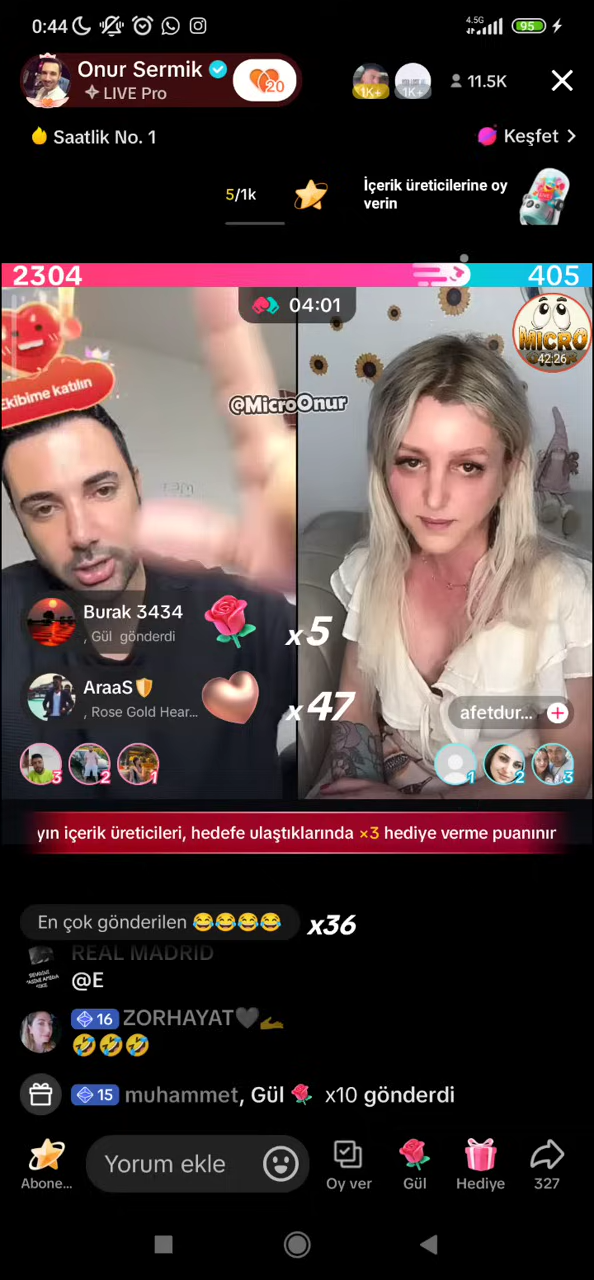 0:44
4.5G
95
Onur Sermik
LIVE Pro
20
1K+
1K+
11.5K
Saatlik No. 1
Keşfet
5/1k
İçerik üreticilerine oy
verin
2304
405
04:01
MICRO
42:26
Ekibime katılın
@MicroOnur
Burak 3434
, Gül gönderdi
x5
AraaS
, Rose Gold Hear...
x47
afetdur...
3
2
1
1
2
3
yın içerik üreticileri, hedefe ulaştıklarında ×3 hediye verme puanının
En çok gönderilen 😂😂😂😂
x36
REAL MADRID
@E
16 ZORHAYAT🖤
🤣🤣🤣
15 muhammet, Gül x10 gönderdi
Abone...
Yorum ekle
Oy ver
Gül
Hediye
327